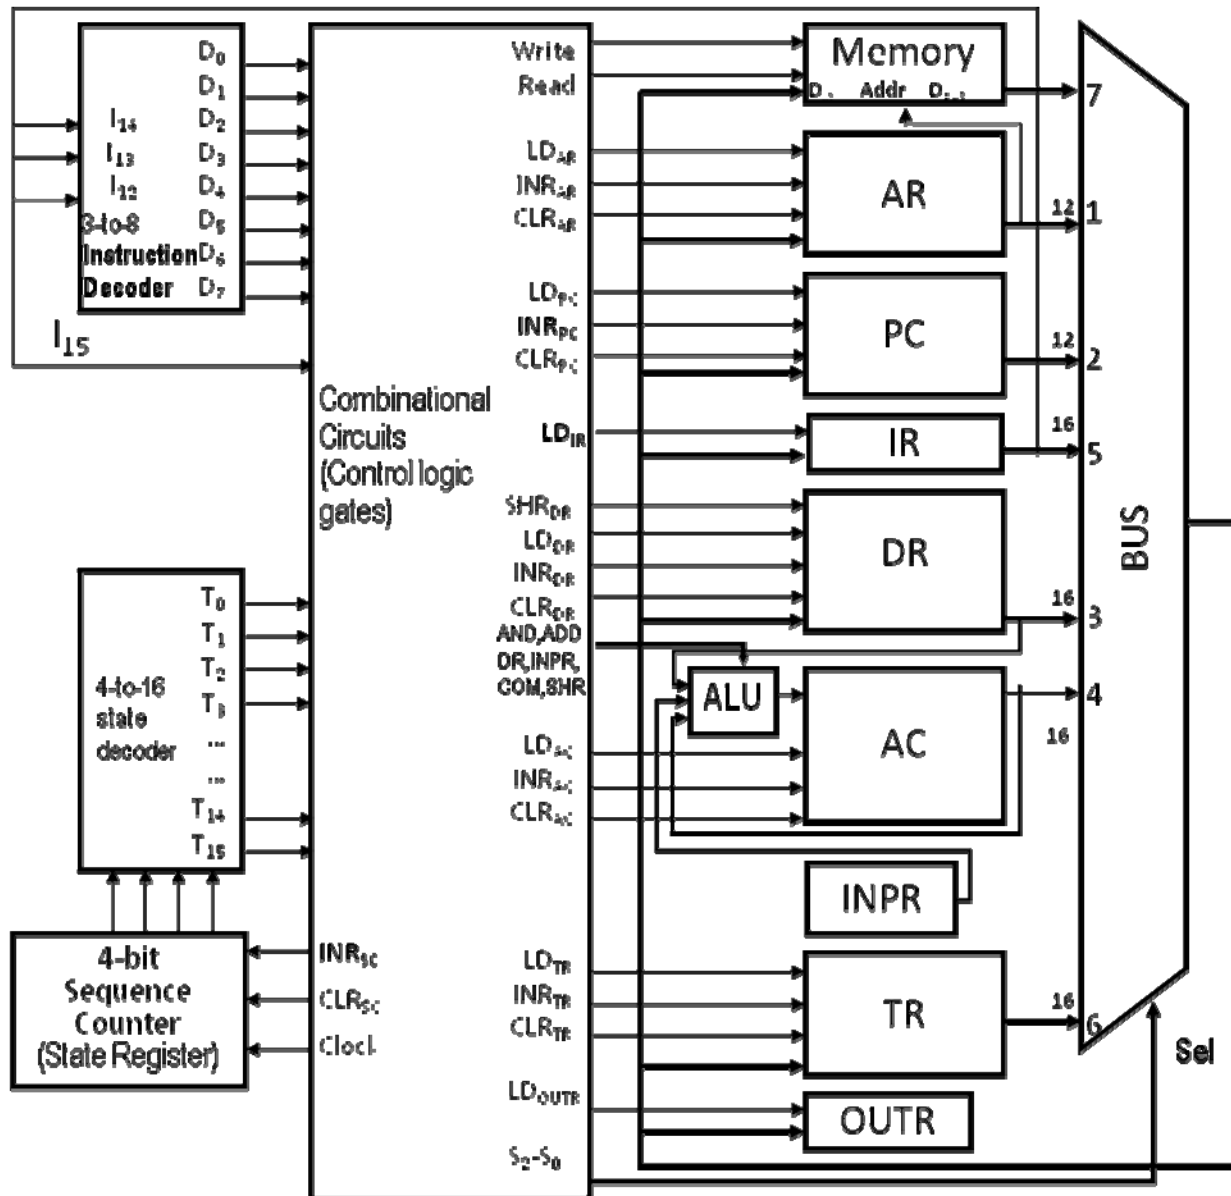 D0
D1
I14 D2
I13 D3
I12 D4
3-to-8 D5
Instruction D6
Decoder D7
I15
Combinational
Circuits
(Control logic
gates)
Write
Read
LDAR
INRAR
CLRAR
LDPC
INRPC
CLRPC
LDIR
SHRDR
LDDR
INRDR
CLRDR
AND,ADD
DR,INPR,
COM,SHR
LDAC
INRAC
CLRAC
LDTR
INRTR
CLRTR
LDOUTR
S2-S0
T0
T1
T2
T3
4-to-16
state
decoder
...
...
T14
T15
4-bit
Sequence
Counter
(State Register)
INRSC
CLRSC
Clock
Memory
Addr
AR
PC
IR
DR
ALU
AC
INPR
TR
OUTR
7
12 1
12 2
16 5
16 3
4
16
16 6
BUS
Sel